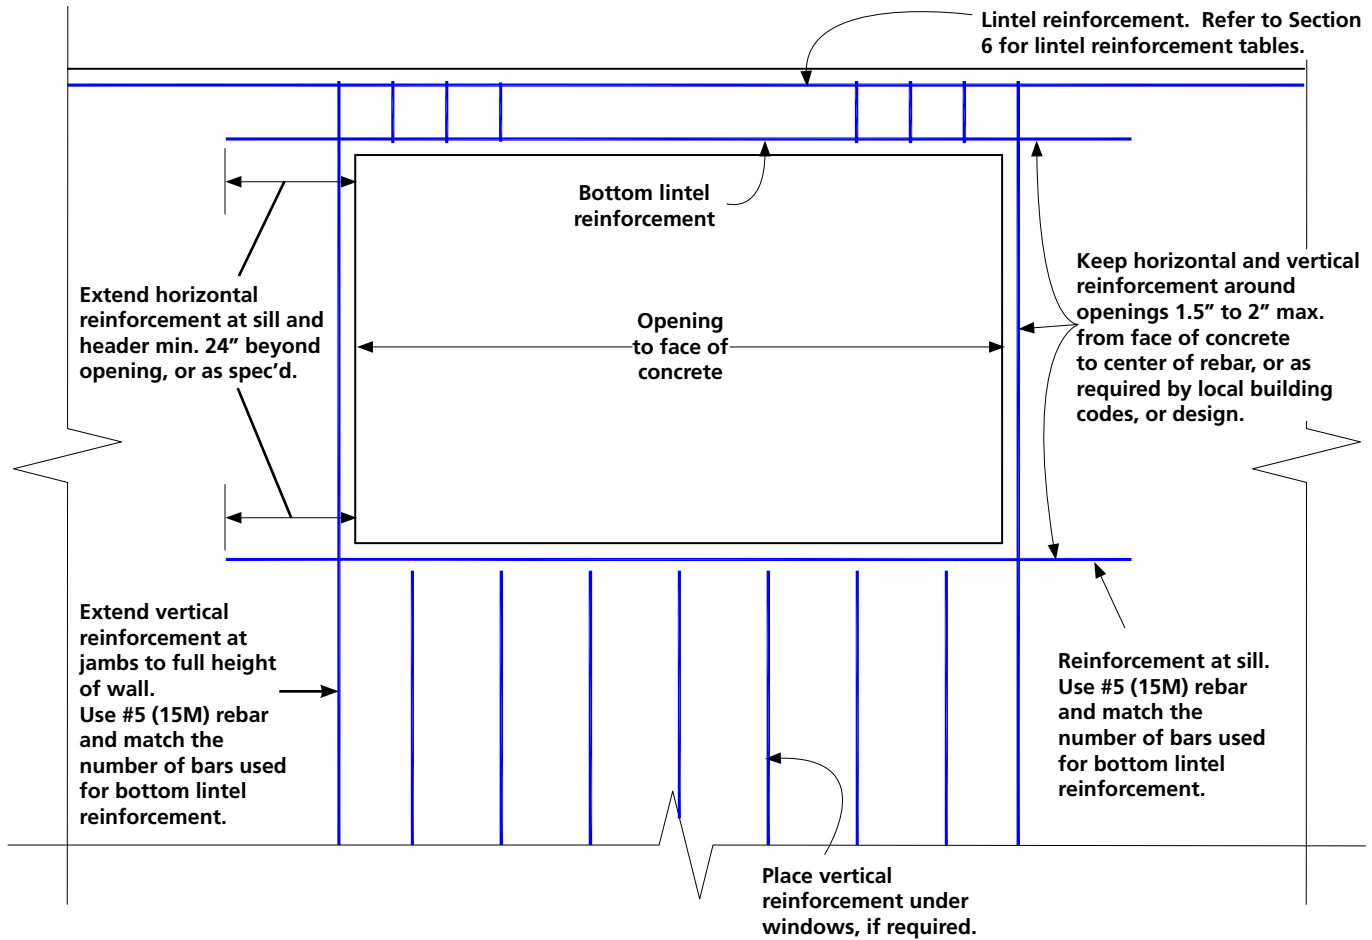 Lintel reinforcement.  Refer to Section
6 for lintel reinforcement tables.
Bottom lintel
reinforcement
Keep horizontal and vertical
reinforcement around
openings 1.5” to 2” max.
from face of concrete
to center of rebar, or as
required by local building
codes, or design.
Extend horizontal
reinforcement at sill and
header min. 24” beyond
opening, or as spec’d.
Opening
to face of
concrete
Extend vertical
reinforcement at
jambs to full height
of wall.
Use #5 (15M) rebar
and match the
number of bars used
for bottom lintel
reinforcement.
Reinforcement at sill.
Use #5 (15M) rebar
and match the
number of bars used
for bottom lintel
reinforcement.
Place vertical
reinforcement under
windows, if required.